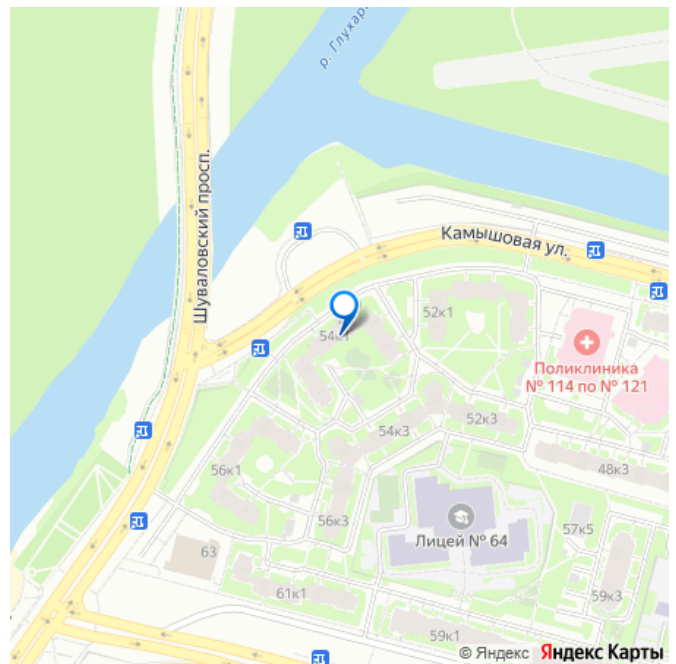 р. Глухар
Шуваловский просп.
Камышовая ул.
52к1
54к1
Поликлиника
№ 114 по № 121
52к3
54к3
48к3
56к1
56к3
Лицей № 64
57к5
63
61к1
59к3
59к1
© Яндекс Яндекс Карты